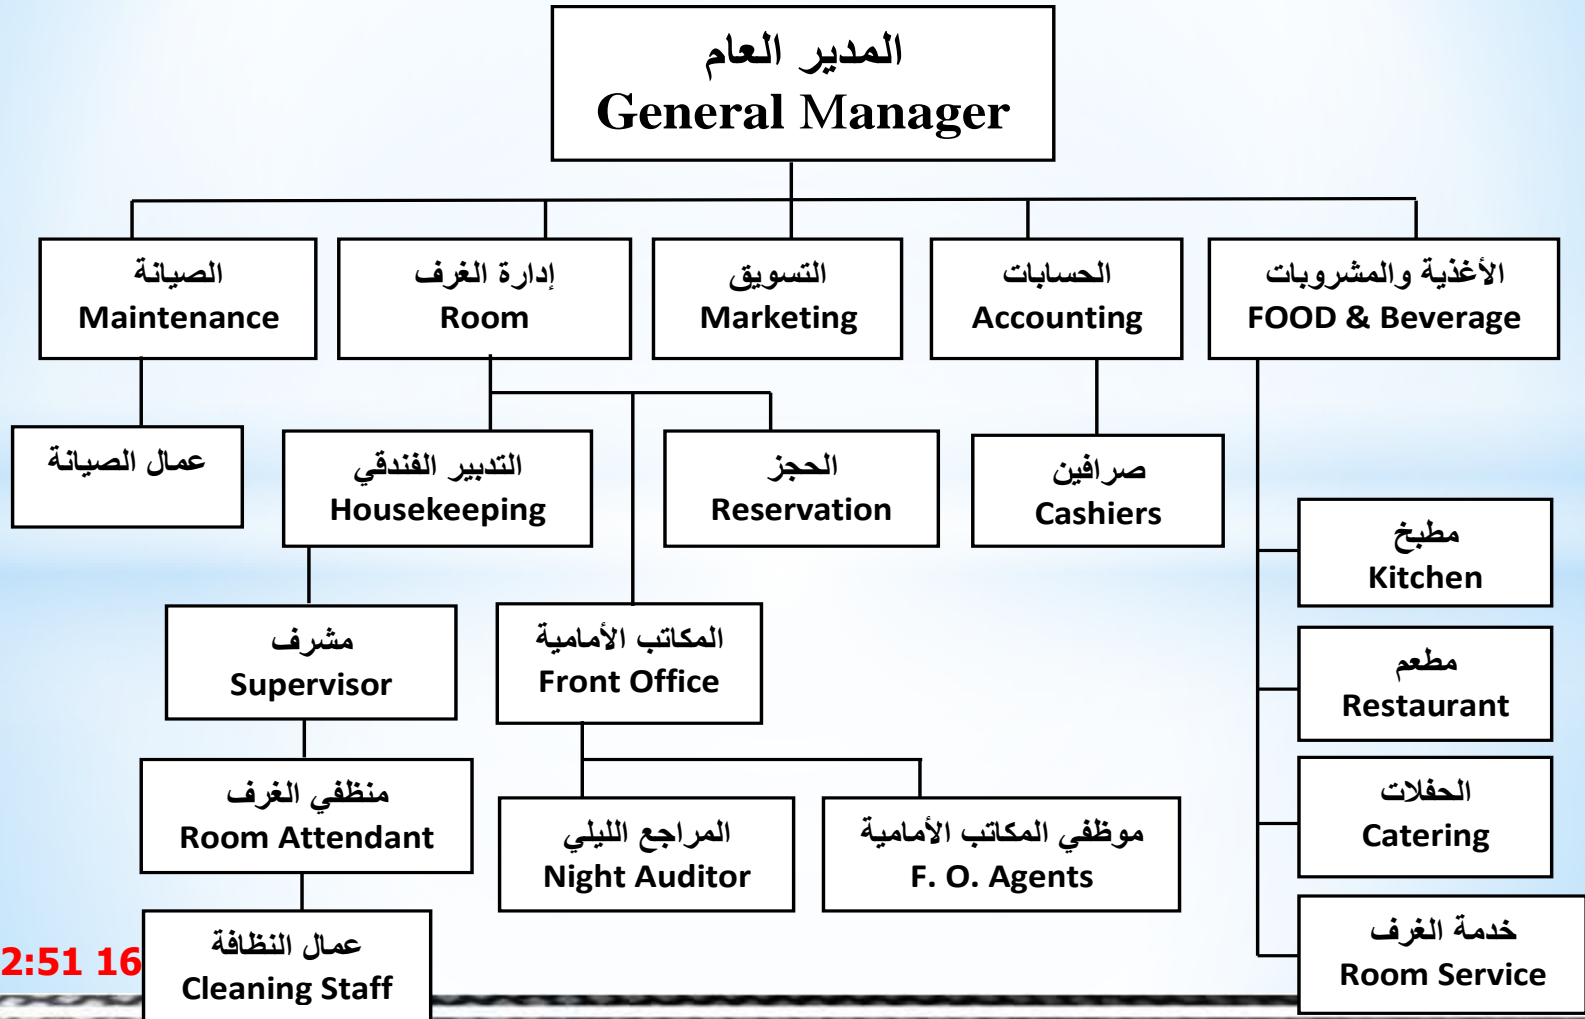 المدير العام
General Manager
الصيانة
Maintenance
إدارة الغرف
Room
التسويق
Marketing
الحسابات
Accounting
الأغذية والمشروبات
FOOD & Beverage
عمال الصيانة
التدبير الفندقي
Housekeeping
الحجز
Reservation
صرافين
Cashiers
مطبخ
Kitchen
مشرف
Supervisor
المكاتب الأمامية
Front Office
مطعم
Restaurant
منظفي الغرف
Room Attendant
المراجع الليلي
Night Auditor
موظفي المكاتب الأمامية
F. O. Agents
الحفلات
Catering
عمال النظافة
Cleaning Staff
خدمة الغرف
Room Service
2:51 16